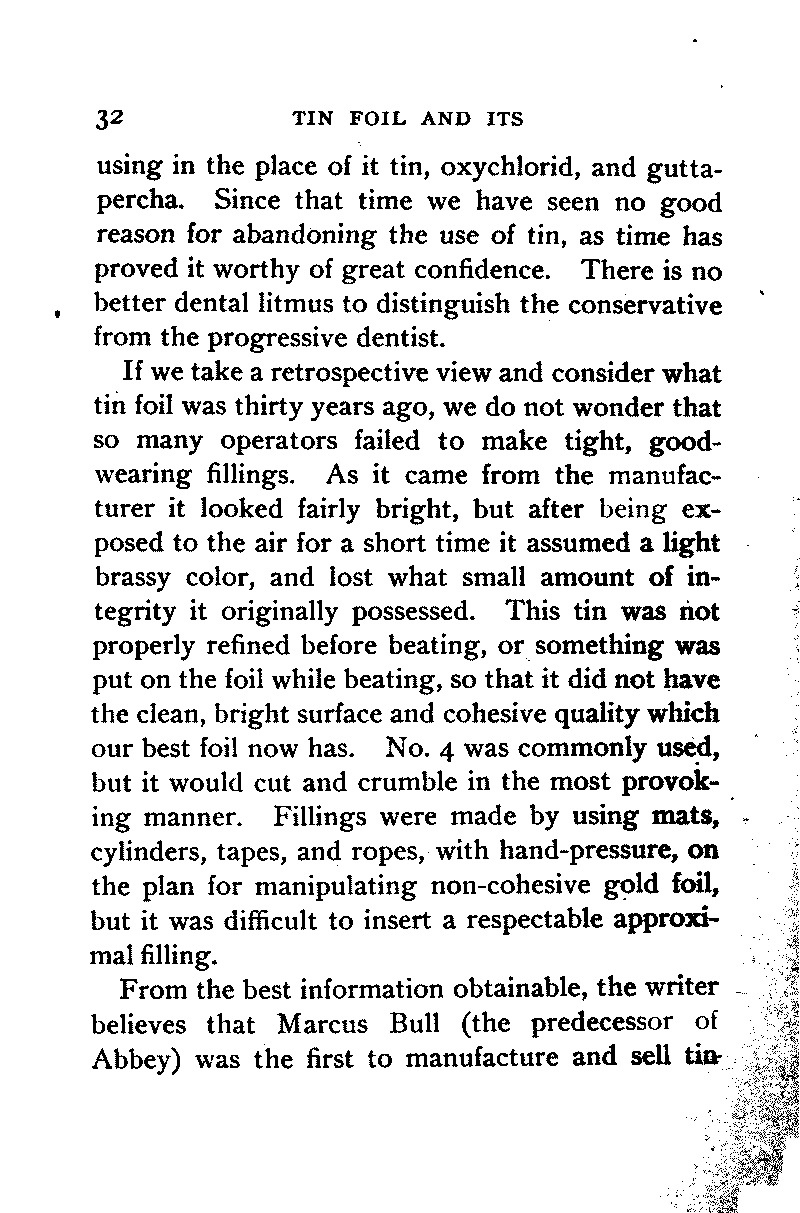 32 TIN FOIL AND ITS
using in the place of it tin, oxychlorid, and gutta-
percha. Since that time we have seen no good
reason for abandoning the use of tin, as time has
proved it worthy of great confidence. There is no
better dental litmus to distinguish the conservative
from the progressive dentist.
If we take a retrospective view and consider what
tin foil was thirty years ago, we do not wonder that
so many operators failed to make tight, good-
wearing fillings. As it came from the manufac-
turer it looked fairly bright, but after being ex-
posed to the air for a short time it assumed a light
brassy color, and lost what small amount of in-
tegrity it originally possessed. This tin was not
properly refined before beating, or something was
put on the foil while beating, so that it did not have
the clean, bright surface and cohesive quality which
our best foil now has. No. 4 was commonly used,
but it would cut and crumble in the most provok-
ing manner. Fillings were made by using mats,
cylinders, tapes, and ropes, with hand-pressure, on
the plan for manipulating non-cohesive gold foil,
but it was difficult to insert a respectable approxi-
mal filling.
From the best information obtainable, the writer
believes that Marcus Bull (the predecessor of
Abbey) was the first to manufacture and sell tin-